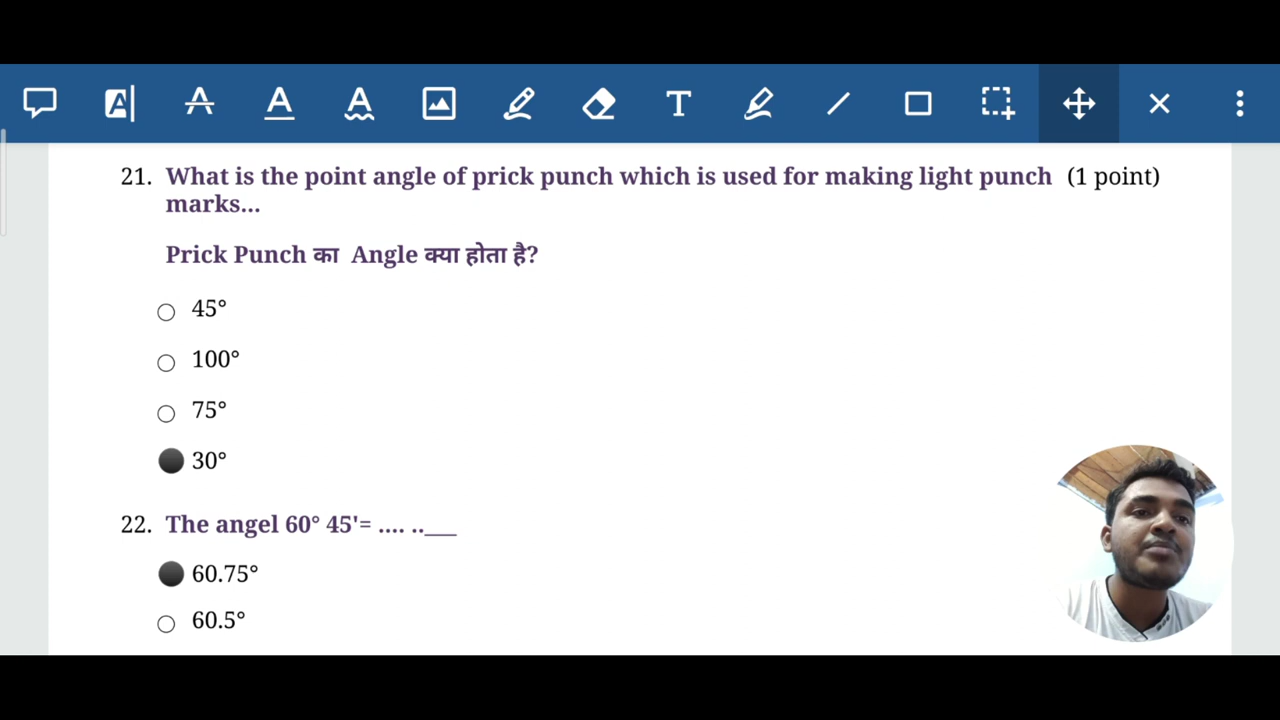 21. What is the point angle of prick punch which is used for making light punch (1 point)
marks...
Prick Punch का Angle क्या होता है?
45°
100°
75°
30°
22. The angel 60° 45'= .... ..___
60.75°
60.5°